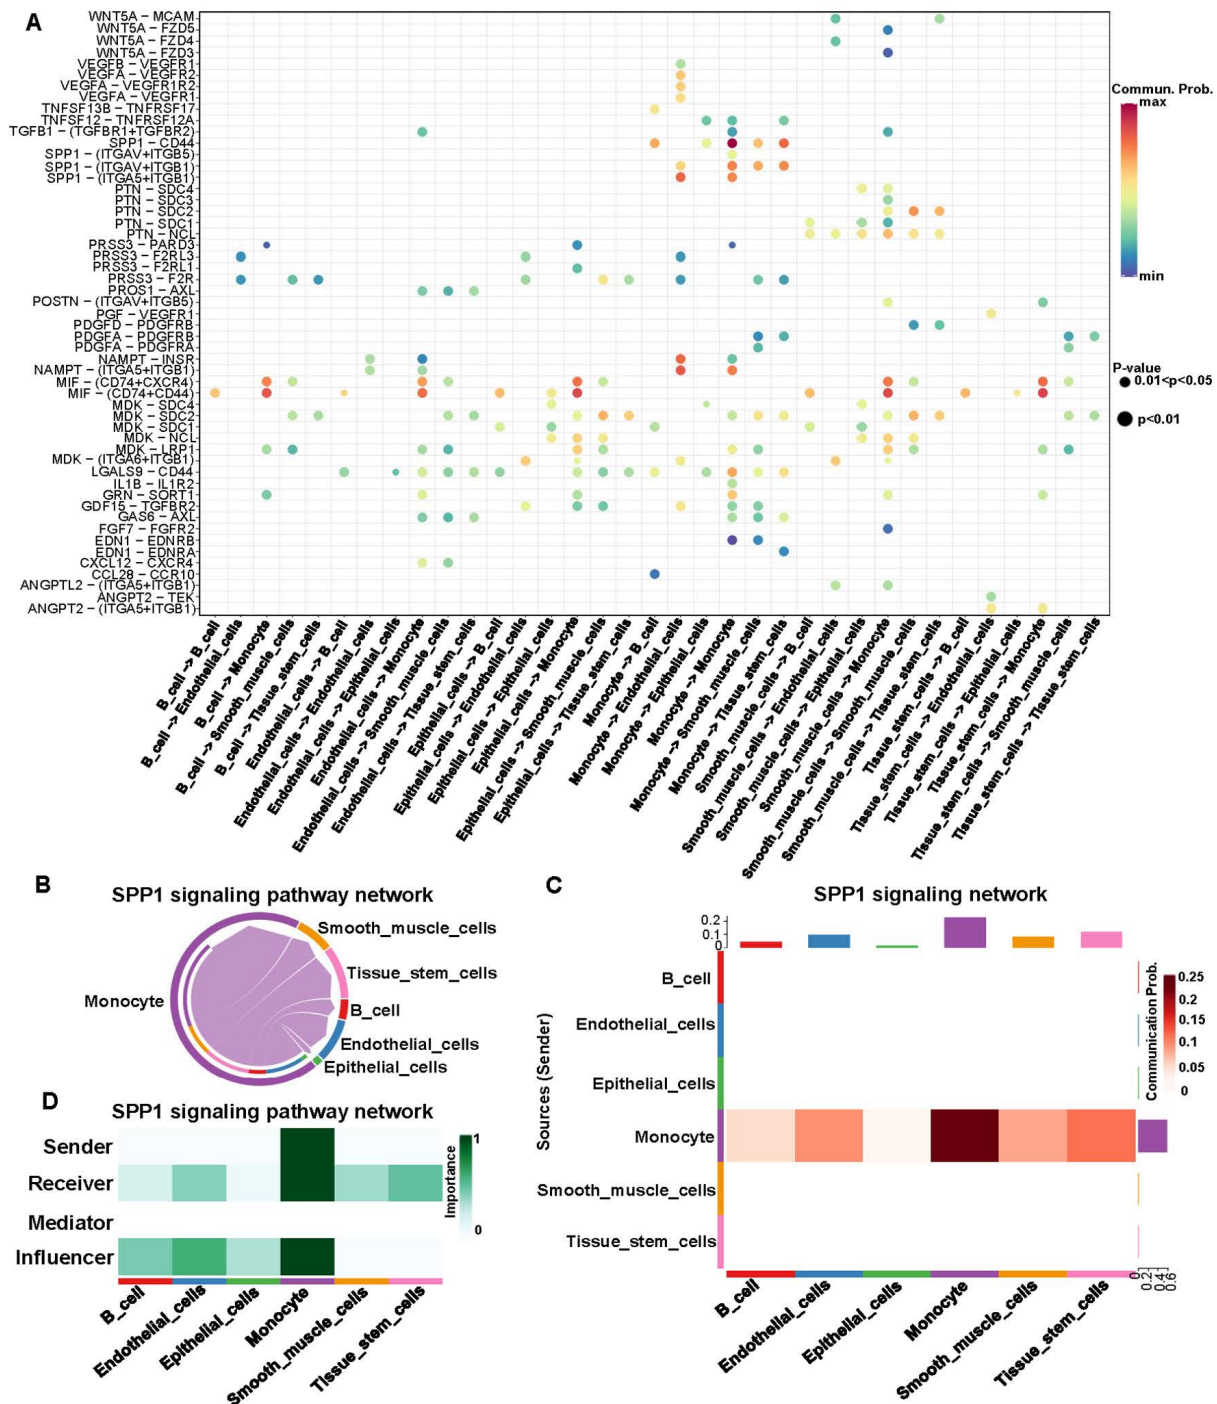 A
WNT5A − MCAM
WNT5A − FZD5
WNT5A − FZD4
WNT5A − FZD3
VEGFB − VEGFR1
VEGFA − VEGFR2
VEGFA − VEGFR1R2
VEGFA − VEGFR1
TNFSF13B − TNFRSF17
TNFSF12 − TNFRSF12A
TGFB1 − (TGFBR1+TGFBR2)
SPP1 − CD44
SPP1 − (ITGAV+ITGB5)
SPP1 − (ITGAV+ITGB1)
SPP1 − (ITGA5+ITGB1)
PTN − SDC4
PTN − SDC3
PTN − SDC2
PTN − SDC1
PTN − NCL
PRSS3 − PARD3
PRSS3 − F2RL3
PRSS3 − F2RL1
PRSS3 − F2R
PROS1 − AXL
POSTN − (ITGAV+ITGB5)
PGF − VEGFR1
PDGFD − PDGFRB
PDGFA − PDGFRB
PDGFA − PDGFRA
NAMPT − INSR
NAMPT − (ITGA5+ITGB1)
MIF − (CD74+CXCR4)
MIF − (CD74+CD44)
MDK − SDC4
MDK − SDC2
MDK − SDC1
MDK − NCL
MDK − LRP1
MDK − (ITGA6+ITGB1)
LGALS9 − CD44
IL1B − IL1R2
GRN − SORT1
GDF15 − TGFBR2
GAS6 − AXL
FGF7 − FGFR2
EDN1 − EDNRB
EDN1 − EDNRA
CXCL12 − CXCR4
CCL28 − CCR10
ANGPTL2 − (ITGA5+ITGB1)
ANGPT2 − TEK
ANGPT2 − (ITGA5+ITGB1)
B_cell −> B_cell
B_cell −> Endothelial_cells
B_cell −> Monocyte
B_cell −> Smooth_muscle_cells
B_cell −> Tissue_stem_cells
Endothelial_cells −> B_cell
Endothelial_cells −> Endothelial_cells
Endothelial_cells −> Epithelial_cells
Endothelial_cells −> Monocyte
Endothelial_cells −> Smooth_muscle_cells
Endothelial_cells −> Tissue_stem_cells
Epithelial_cells −> B_cell
Epithelial_cells −> Endothelial_cells
Epithelial_cells −> Epithelial_cells
Epithelial_cells −> Monocyte
Epithelial_cells −> Smooth_muscle_cells
Epithelial_cells −> Tissue_stem_cells
Monocyte −> B_cell
Monocyte −> Endothelial_cells
Monocyte −> Epithelial_cells
Monocyte −> Monocyte
Monocyte −> Smooth_muscle_cells
Monocyte −> Tissue_stem_cells
Smooth_muscle_cells −> B_cell
Smooth_muscle_cells −> Endothelial_cells
Smooth_muscle_cells −> Epithelial_cells
Smooth_muscle_cells −> Monocyte
Smooth_muscle_cells −> Smooth_muscle_cells
Smooth_muscle_cells −> Tissue_stem_cells
Tissue_stem_cells −> B_cell
Tissue_stem_cells −> Endothelial_cells
Tissue_stem_cells −> Epithelial_cells
Tissue_stem_cells −> Monocyte
Tissue_stem_cells −> Smooth_muscle_cells
Tissue_stem_cells −> Tissue_stem_cells
Commun. Prob.
max
min
P-value
0.01<p<0.05
p<0.01
B
SPP1 signaling pathway network
Smooth_muscle_cells
Tissue_stem_cells
B_cell
Endothelial_cells
Epithelial_cells
Monocyte
C
SPP1 signaling network
0.2
0.1
0
Sources (Sender)
B_cell
Endothelial_cells
Epithelial_cells
Monocyte
Smooth_muscle_cells
Tissue_stem_cells
B_cell
Endothelial_cells
Epithelial_cells
Monocyte
Smooth_muscle_cells
Tissue_stem_cells
0
0.2
0.4
0.6
Communication Prob.
0.25
0.2
0.15
0.1
0.05
0
D
SPP1 signaling pathway network
Sender
Receiver
Mediator
Influencer
B_cell
Endothelial_cells
Epithelial_cells
Monocyte
Smooth_muscle_cells
Tissue_stem_cells
Importance
1
0